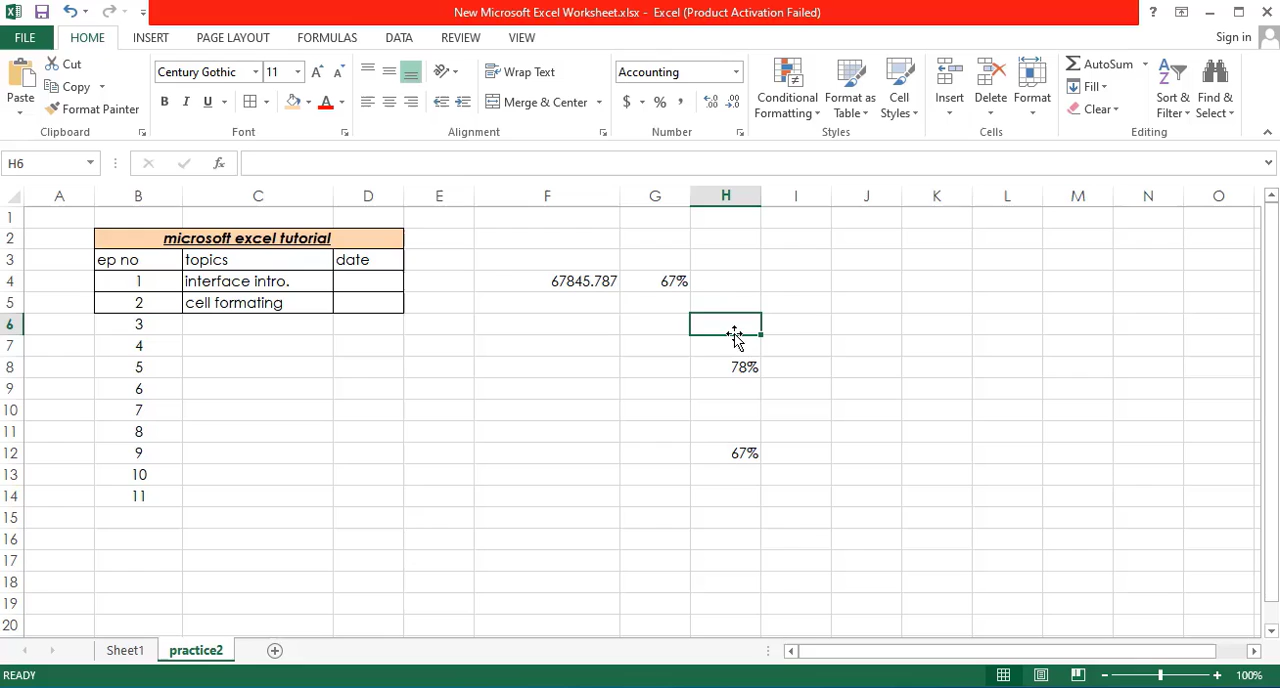 New Microsoft Excel Worksheet.xlsx - Excel (Product Activation Failed)
?
FILE HOME INSERT PAGE LAYOUT FORMULAS DATA REVIEW VIEW Sign in
Paste
Cut
Copy
Format Painter
Clipboard
Century Gothic 11
B I U A
Font
Wrap Text
Merge & Center
Alignment
Accounting
$ % ,
Number
Conditional Formatting
Format as Table
Cell Styles
Styles
Insert Delete Format
Cells
AutoSum
Fill
Clear
Sort & Filter
Find & Select
Editing
H6 fx
A B C D E F G H I J K L M N O
1
2 microsoft excel tutorial
3 ep no topics date
4 1 interface intro. 67845.787 67%
5 2 cell formating
6 3
7 4
8 5 78%
9 6
10 7
11 8
12 9 67%
13 10
14 11
15
16
17
18
19
20
Sheet1 practice2
READY 100%